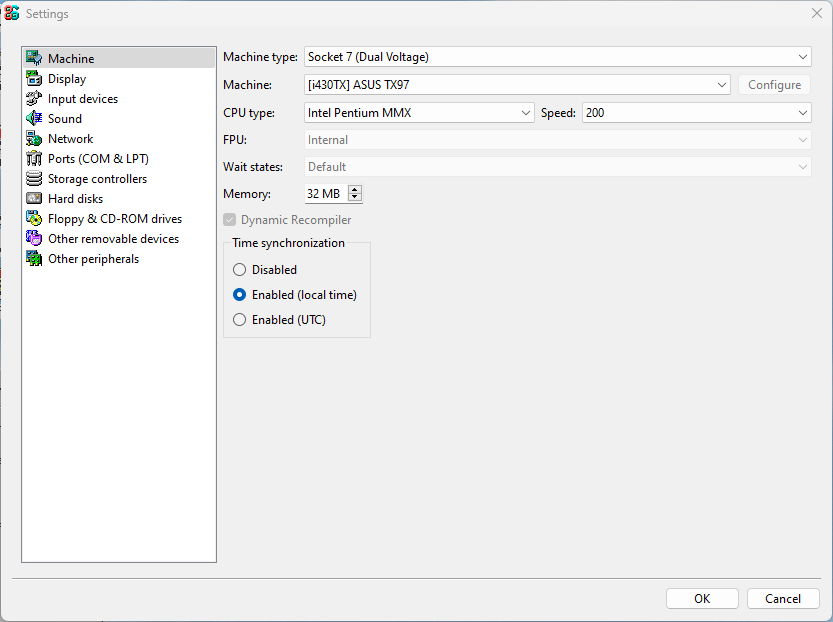 Settings
Machine
Display
Input devices
Sound
Network
Ports (COM & LPT)
Storage controllers
Hard disks
Floppy & CD-ROM drives
Other removable devices
Other peripherals
Machine type: Socket 7 (Dual Voltage)
Machine: [i430TX] ASUS TX97 Configure
CPU type: Intel Pentium MMX Speed: 200
FPU: Internal
Wait states: Default
Memory: 32 MB
Dynamic Recompiler
Time synchronization
Disabled
Enabled (local time)
Enabled (UTC)
OK Cancel